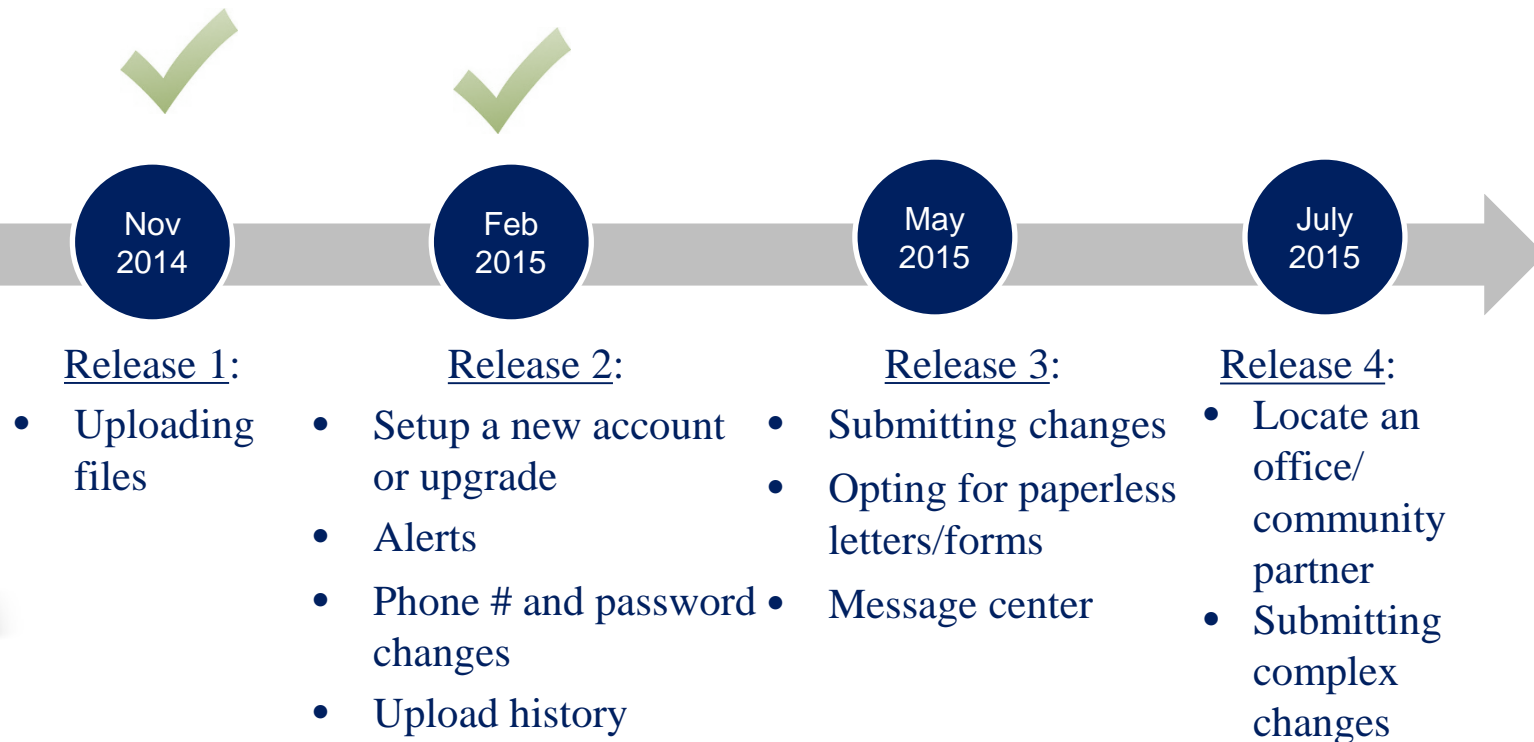 Nov
2014
Feb
2015
May
2015
July
2015
Release 1:
• Uploading
files
Release 2:
• Setup a new account
or upgrade
• Alerts
• Phone # and password
changes
• Upload history
Release 3:
• Submitting changes
• Opting for paperless
letters/forms
• Message center
Release 4:
• Locate an
office/
community
partner
• Submitting
complex
changes